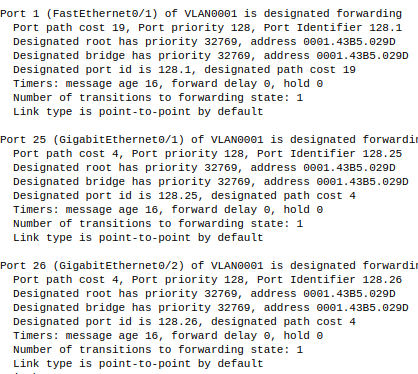 Port 1 (FastEthernet0/1) of VLAN0001 is designated forwarding
Port path cost 19, Port priority 128, Port Identifier 128.1
Designated root has priority 32769, address 0001.43B5.029D
Designated bridge has priority 32769, address 0001.43B5.029D
Designated port id is 128.1, designated path cost 19
Timers: message age 16, forward delay 0, hold 0
Number of transitions to forwarding state: 1
Link type is point-to-point by default
Port 25 (GigabitEthernet0/1) of VLAN0001 is designated forwardin
Port path cost 4, Port priority 128, Port Identifier 128.25
Designated root has priority 32769, address 0001.43B5.029D
Designated bridge has priority 32769, address 0001.43B5.029D
Designated port id is 128.25, designated path cost 4
Timers: message age 16, forward delay 0, hold 0
Number of transitions to forwarding state: 1
Link type is point-to-point by default
Port 26 (GigabitEthernet0/2) of VLAN0001 is designated forwardin
Port path cost 4, Port priority 128, Port Identifier 128.26
Designated root has priority 32769, address 0001.43B5.029D
Designated bridge has priority 32769, address 0001.43B5.029D
Designated port id is 128.26, designated path cost 4
Timers: message age 16, forward delay 0, hold 0
Number of transitions to forwarding state: 1
Link type is point-to-point by default